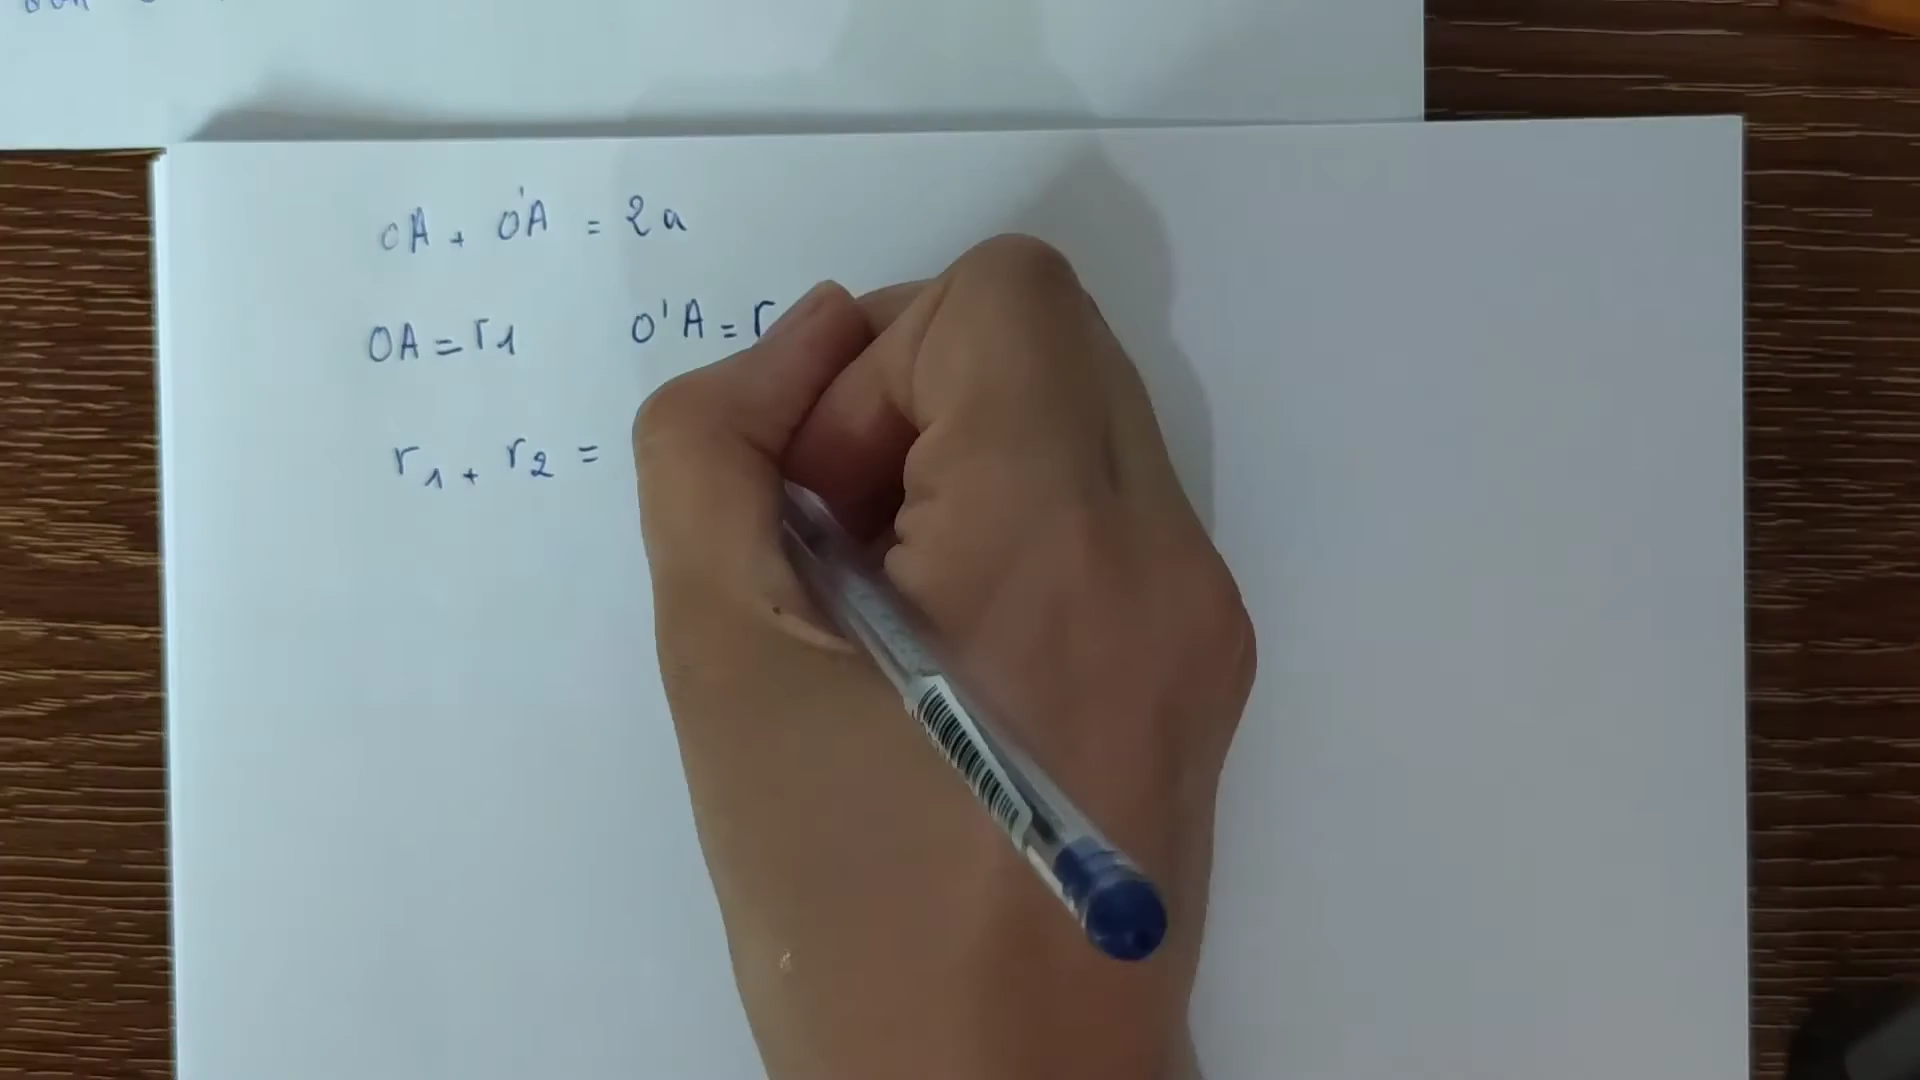 OA + O'A = 2a
OA = r1 O'A = r
r1 + r2 =